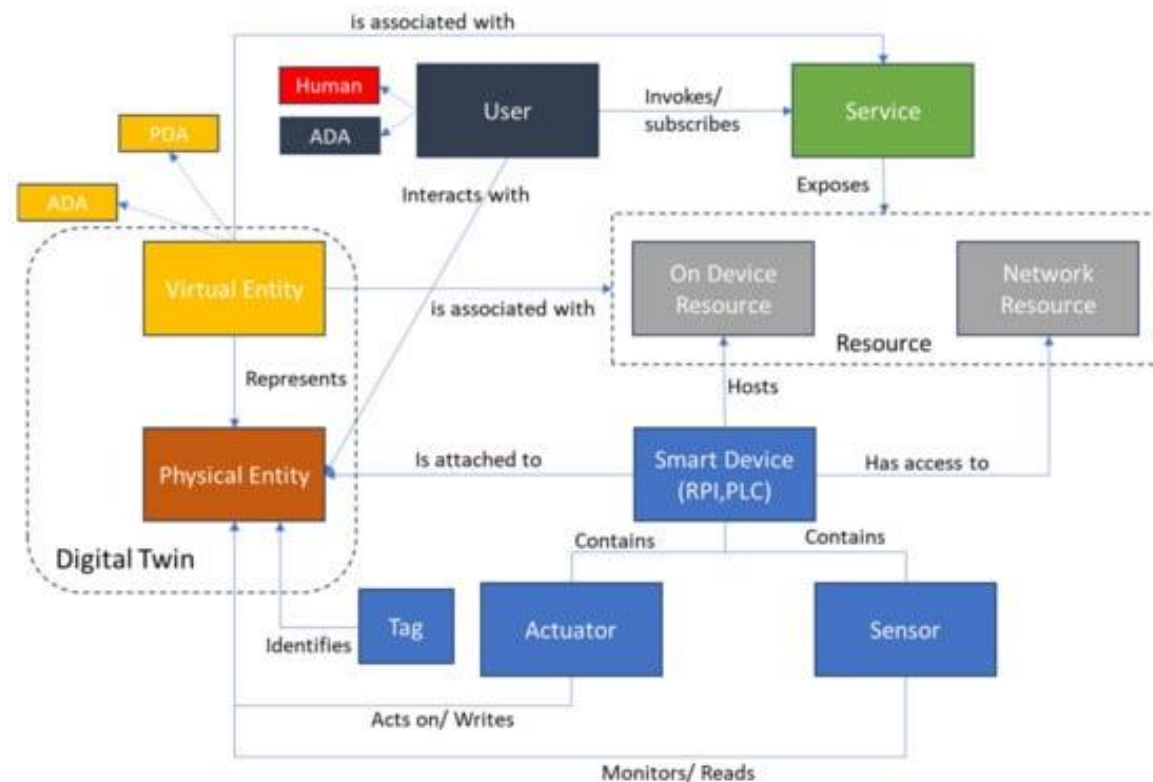 is associated with
Human
User
Invokes/
subscribes
Service
PDA
ADA
ADA
Interacts with
Exposes
Virtual Entity
is associated with
On Device
Resource
Network
Resource
Resource
Represents
Hosts
Physical Entity
Is attached to
Smart Device
(RPI,PLC)
Has access to
Digital Twin
Contains
Contains
Identifies
Tag
Actuator
Sensor
Acts on/ Writes
Monitors/ Reads